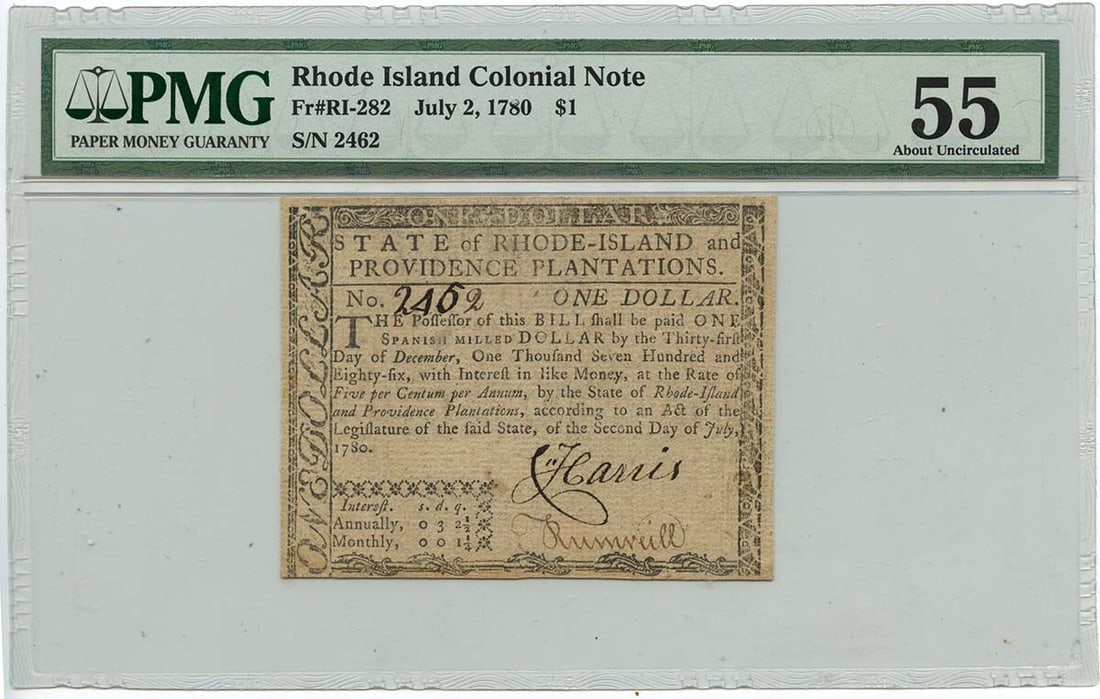 PMG
PAPER MONEY GUARANTY
Rhode Island Colonial Note
Fr#RI-282 July 2, 1780 $1
S/N 2462
55
About Uncirculated
ONE DOLLAR
ONE DOLLAR
STATE of RHODE-ISLAND and
PROVIDENCE PLANTATIONS.
No. 2462 ONE DOLLAR.
THE Poſſeſſor of this BILL ſhall be paid ONE
SPANISH MILLED DOLLAR by the Thirty-firſt
Day of December, One Thouſand Seven Hundred and
Eighty-ſix, with Intereſt in like Money, at the Rate of
Five per Centum per Annum, by the State of Rhode-Iſland
and Providence Plantations, according to an Act of the
Legiſlature of the ſaid State, of the Second Day of July,
1780.
Harris
Intereſt. s. d. q.
Annually, 0 3 2½
Monthly, 0 0 1¼